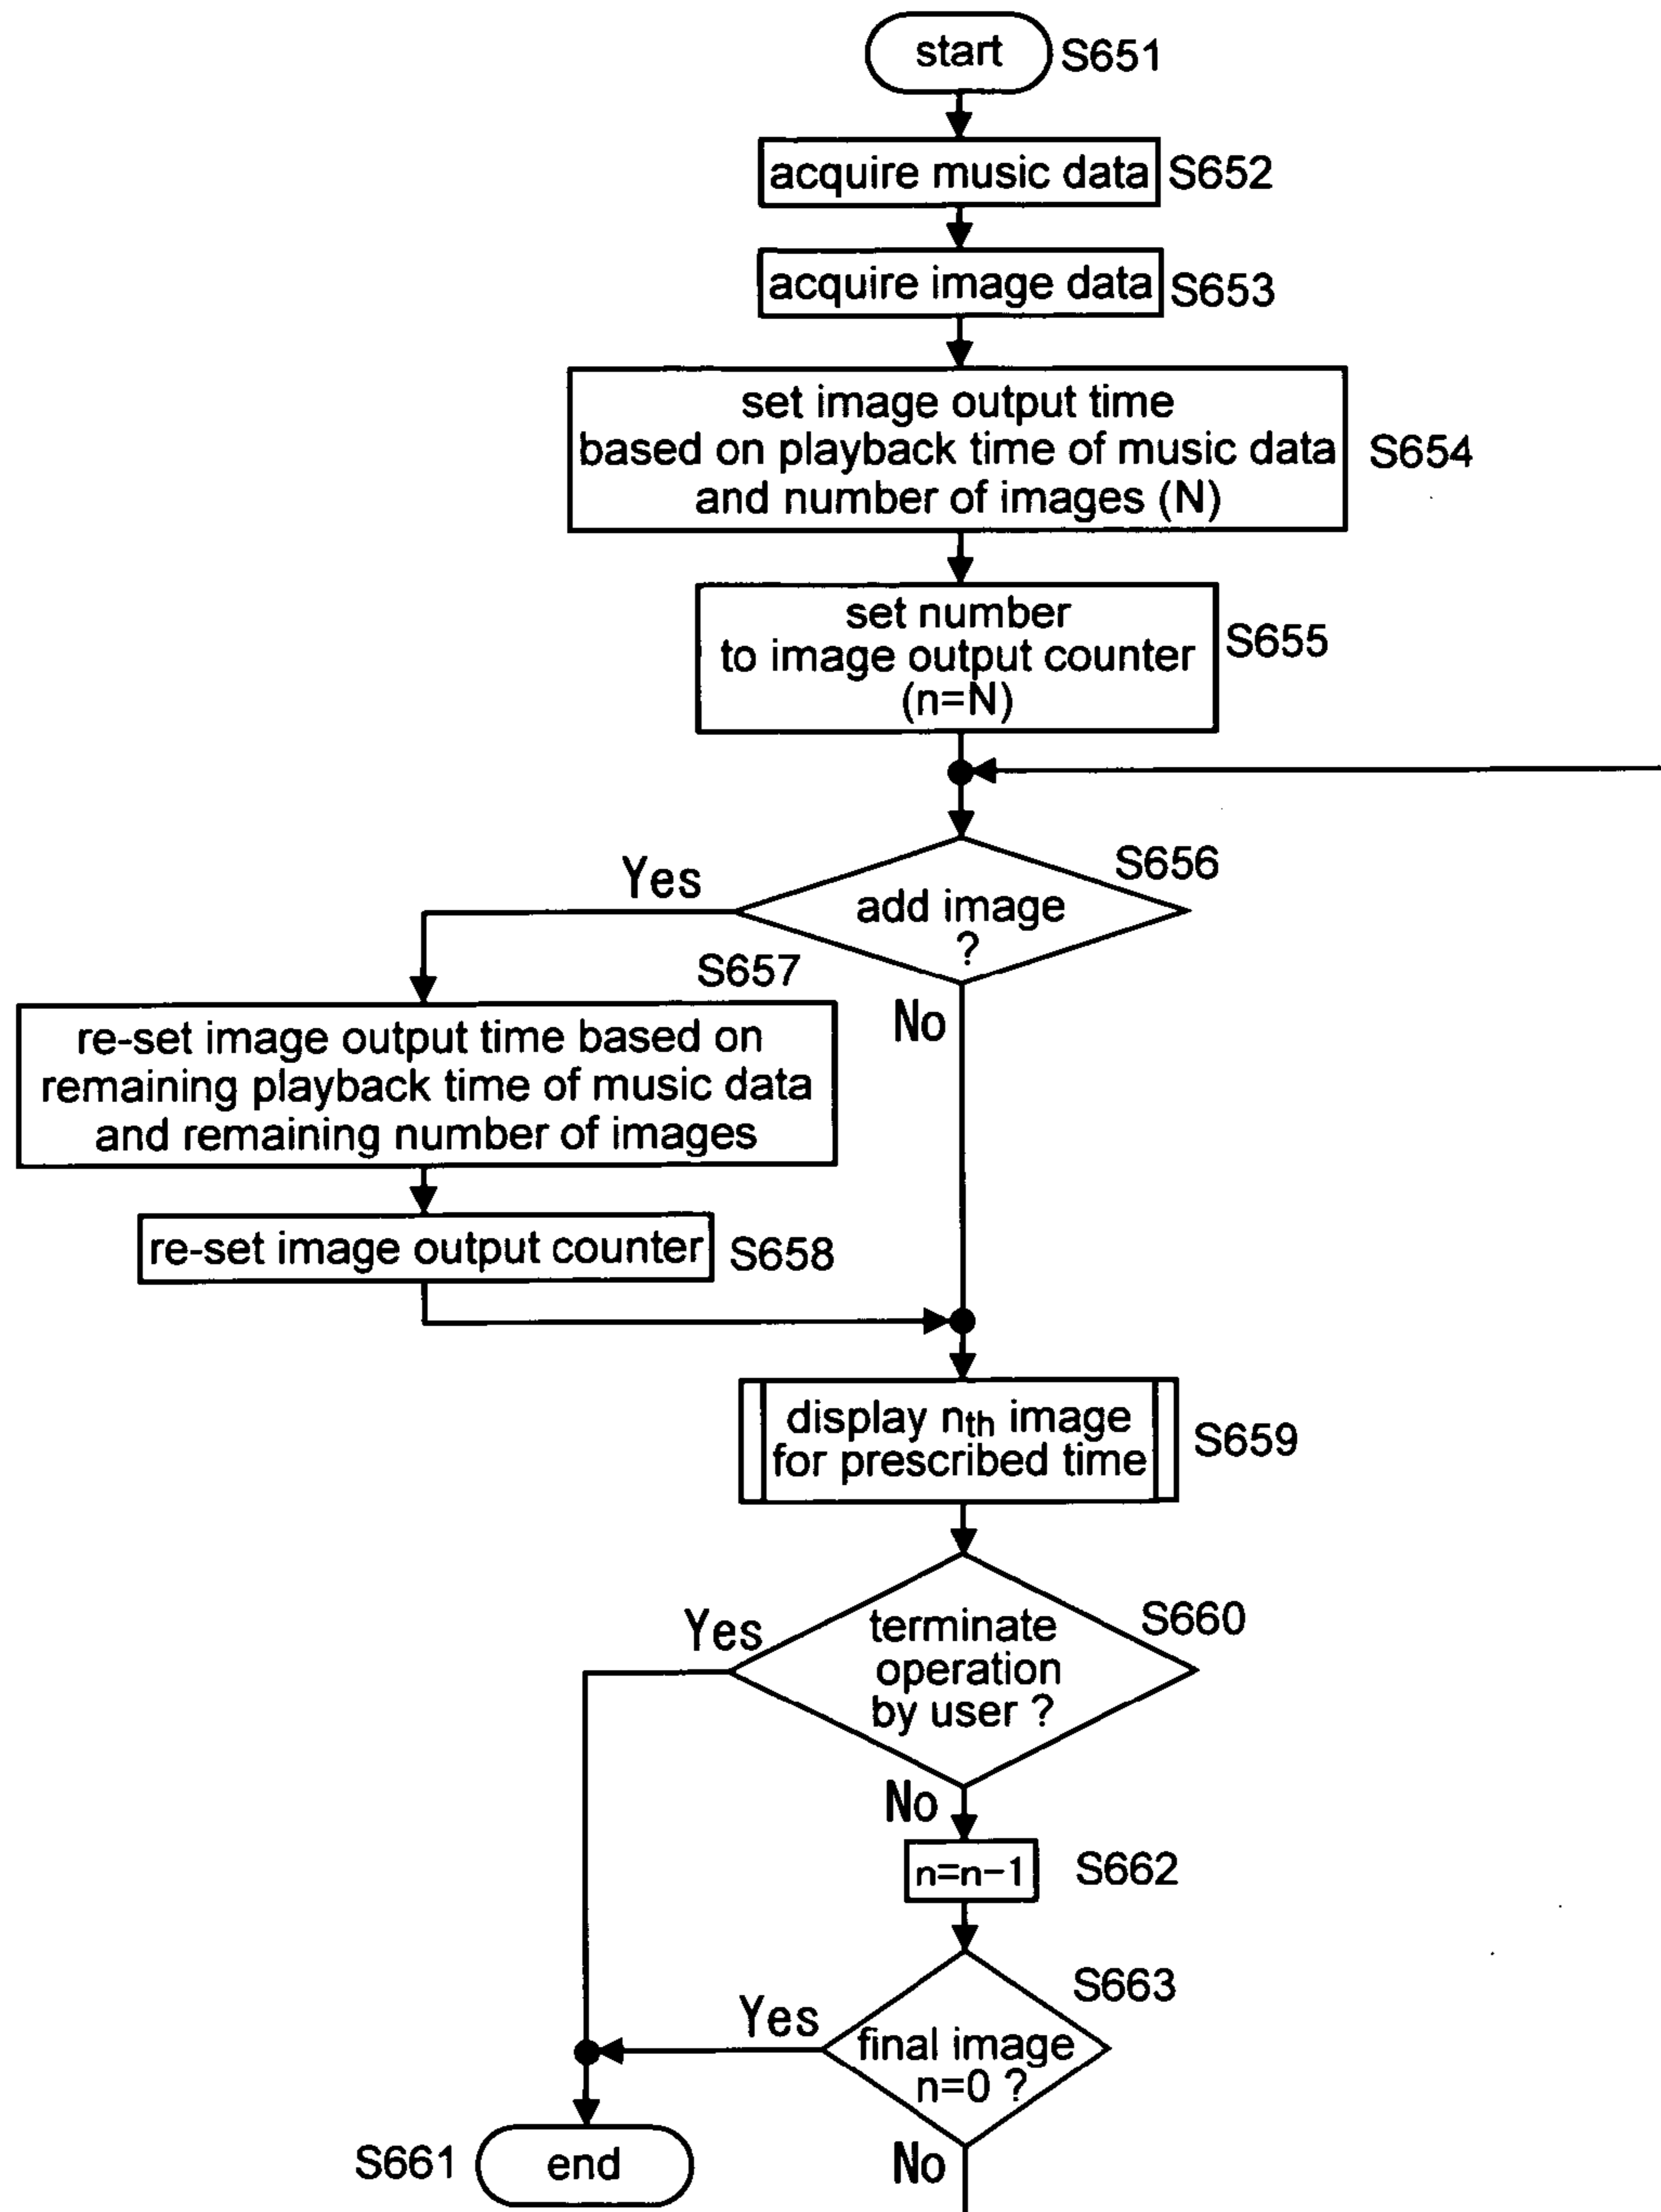 start
S651
acquire music data
S652
acquire image data
S653
set image output time
based on playback time of music data
and number of images (N)
S654
set number
to image output counter
(n=N)
S655
S656
Yes
add image
?
No
S657
re-set image output time based on
remaining playback time of music data
and remaining number of images
re-set image output counter
S658
display nth image
for prescribed time
S659
S660
Yes
terminate
operation
by user ?
No
n=n-1
S662
S663
Yes
final image
n=0 ?
S661
end
No